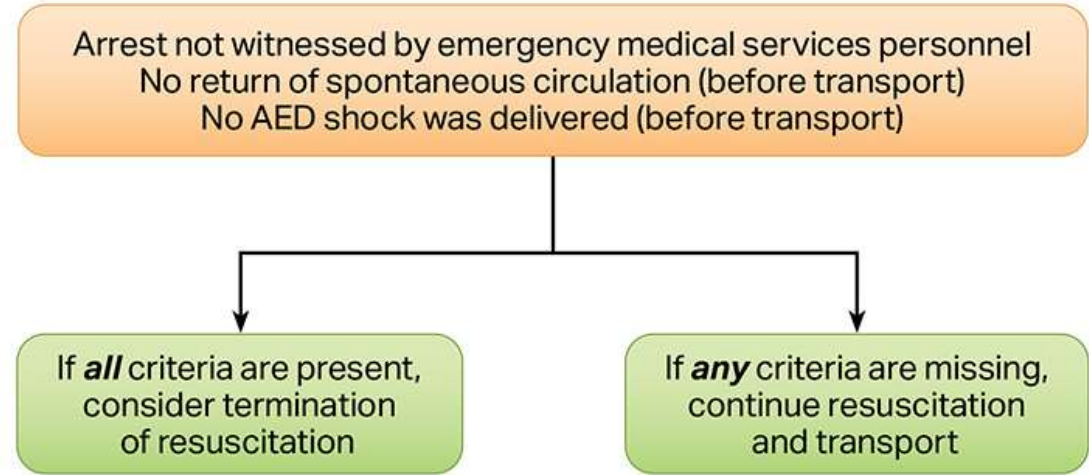 Arrest not witnessed by emergency medical services personnel
No return of spontaneous circulation (before transport)
No AED shock was delivered (before transport)
If all criteria are present,
consider termination
of resuscitation
If any criteria are missing,
continue resuscitation
and transport